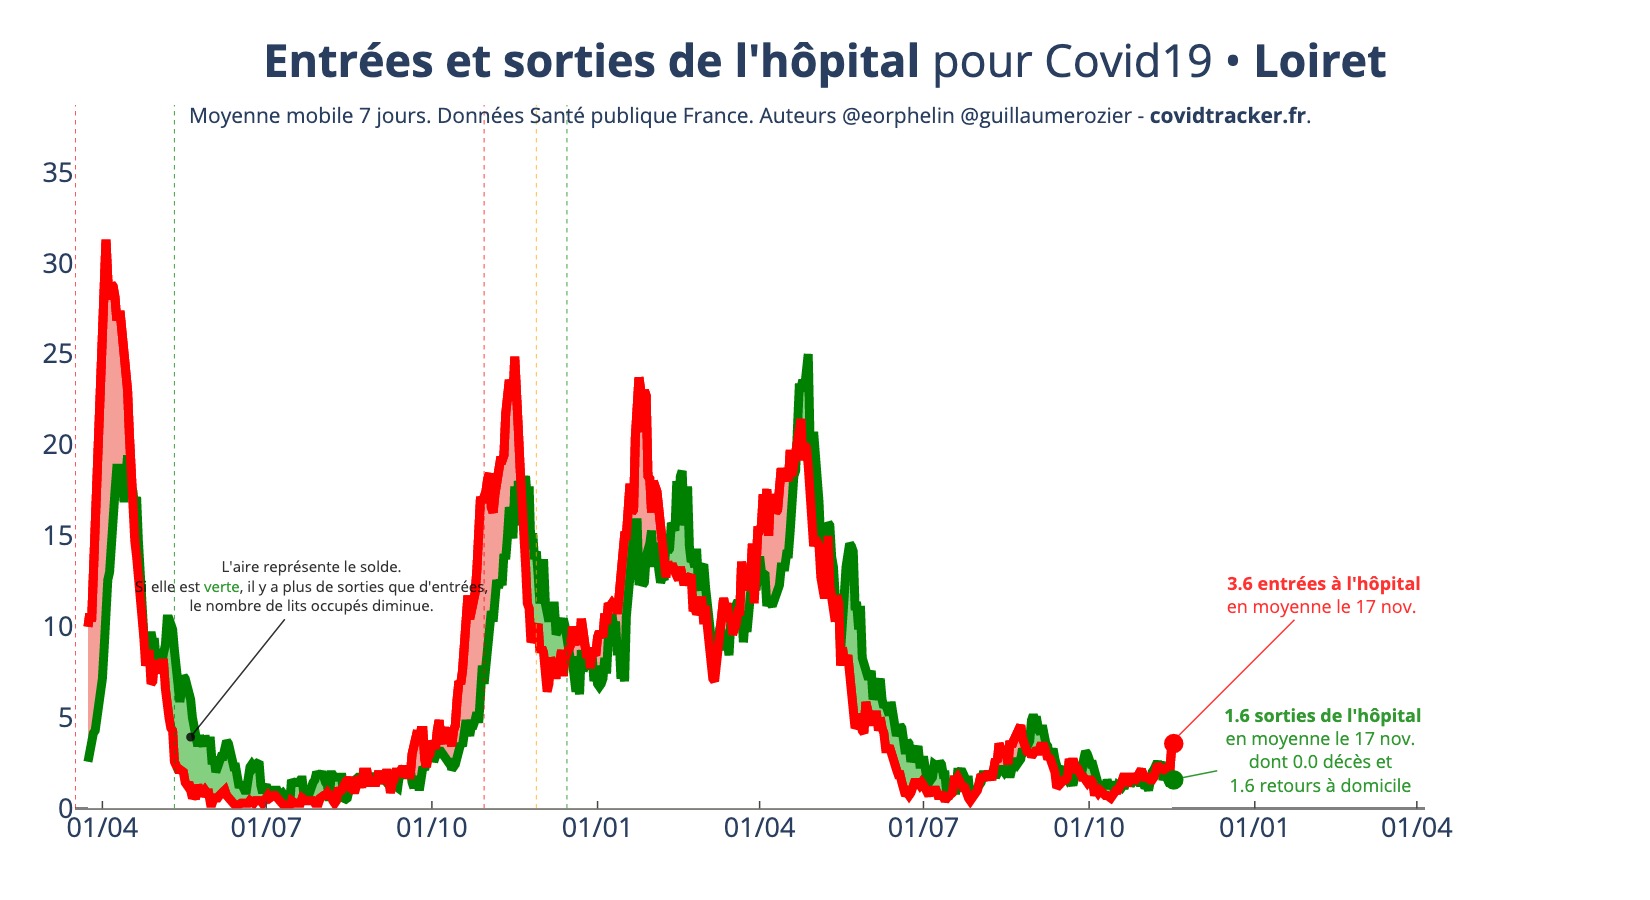 Entrées et sorties de l'hôpital pour Covid19 • Loiret
Moyenne mobile 7 jours. Données Santé publique France. Auteurs @eorphelin @guillaumerozier - covidtracker.fr.
35
30
25
20
15
10
5
0
L'aire représente le solde.
Si elle est verte, il y a plus de sorties que d'entrées,
le nombre de lits occupés diminue.
3.6 entrées à l'hôpital
en moyenne le 17 nov.
1.6 sorties de l'hôpital
en moyenne le 17 nov.
dont 0.0 décès et
1.6 retours à domicile
01/04 01/07 01/10 01/01 01/04 01/07 01/10 01/01 01/04